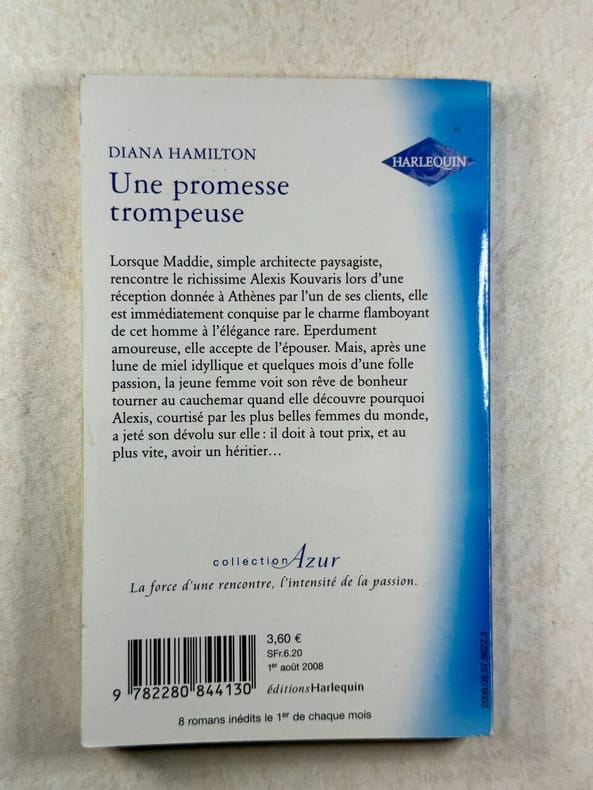 DIANA HAMILTON
HARLEQUIN
Une promesse
trompeuse
Lorsque Maddie, simple architecte paysagiste,
rencontre le richissime Alexis Kouvaris lors d'une
réception donnée à Athènes par l'un de ses clients, elle
est immédiatement conquise par le charme flamboyant
de cet homme à l'élégance rare. Eperdument
amoureuse, elle accepte de l'épouser. Mais, après une
lune de miel idyllique et quelques mois d'une folle
passion, la jeune femme voit son rêve de bonheur
tourner au cauchemar quand elle découvre pourquoi
Alexis, courtisé par les plus belles femmes du monde,
a jeté son dévolu sur elle : il doit à tout prix, et au
plus vite, avoir un héritier…
collection Azur
La force d'une rencontre, l'intensité de la passion.
3,60 €
SFr.6.20
1er août 2008
éditionsHarlequin
9 782280 844130
8 romans inédits le 1er de chaque mois
2008.08.57.8622.3